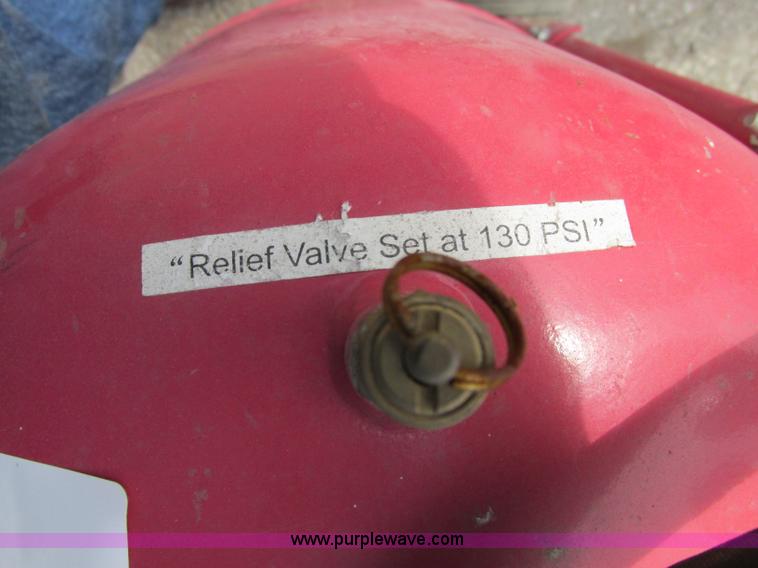 “Relief Valve Set at 130 PSI”
www.purplewave.com